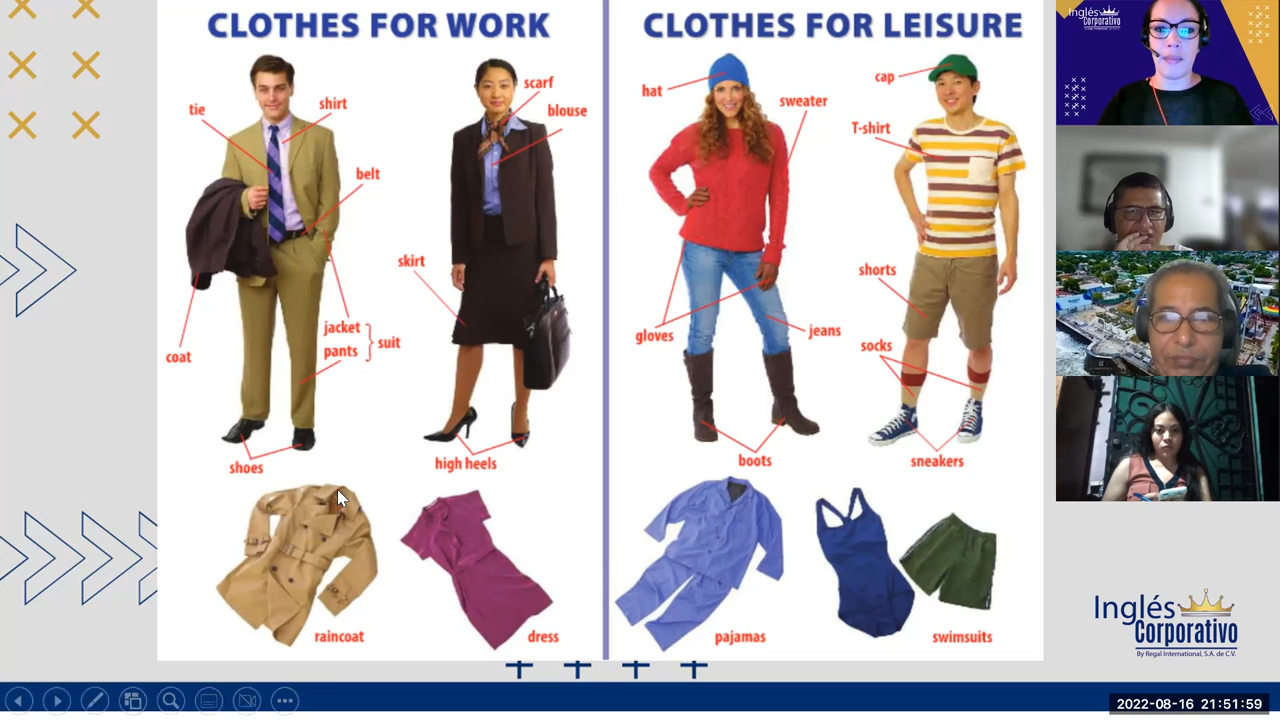 CLOTHES FOR WORK
tie
shirt
scarf
blouse
belt
skirt
jacket
pants
suit
coat
shoes
high heels
raincoat
dress
CLOTHES FOR LEISURE
hat
sweater
cap
T-shirt
gloves
jeans
shorts
socks
boots
sneakers
pajamas
swimsuits
Inglés
Corporativo
Inglés
Corporativo
By Regal International, S.A. de C.V.
2022-08-16 21:51:59